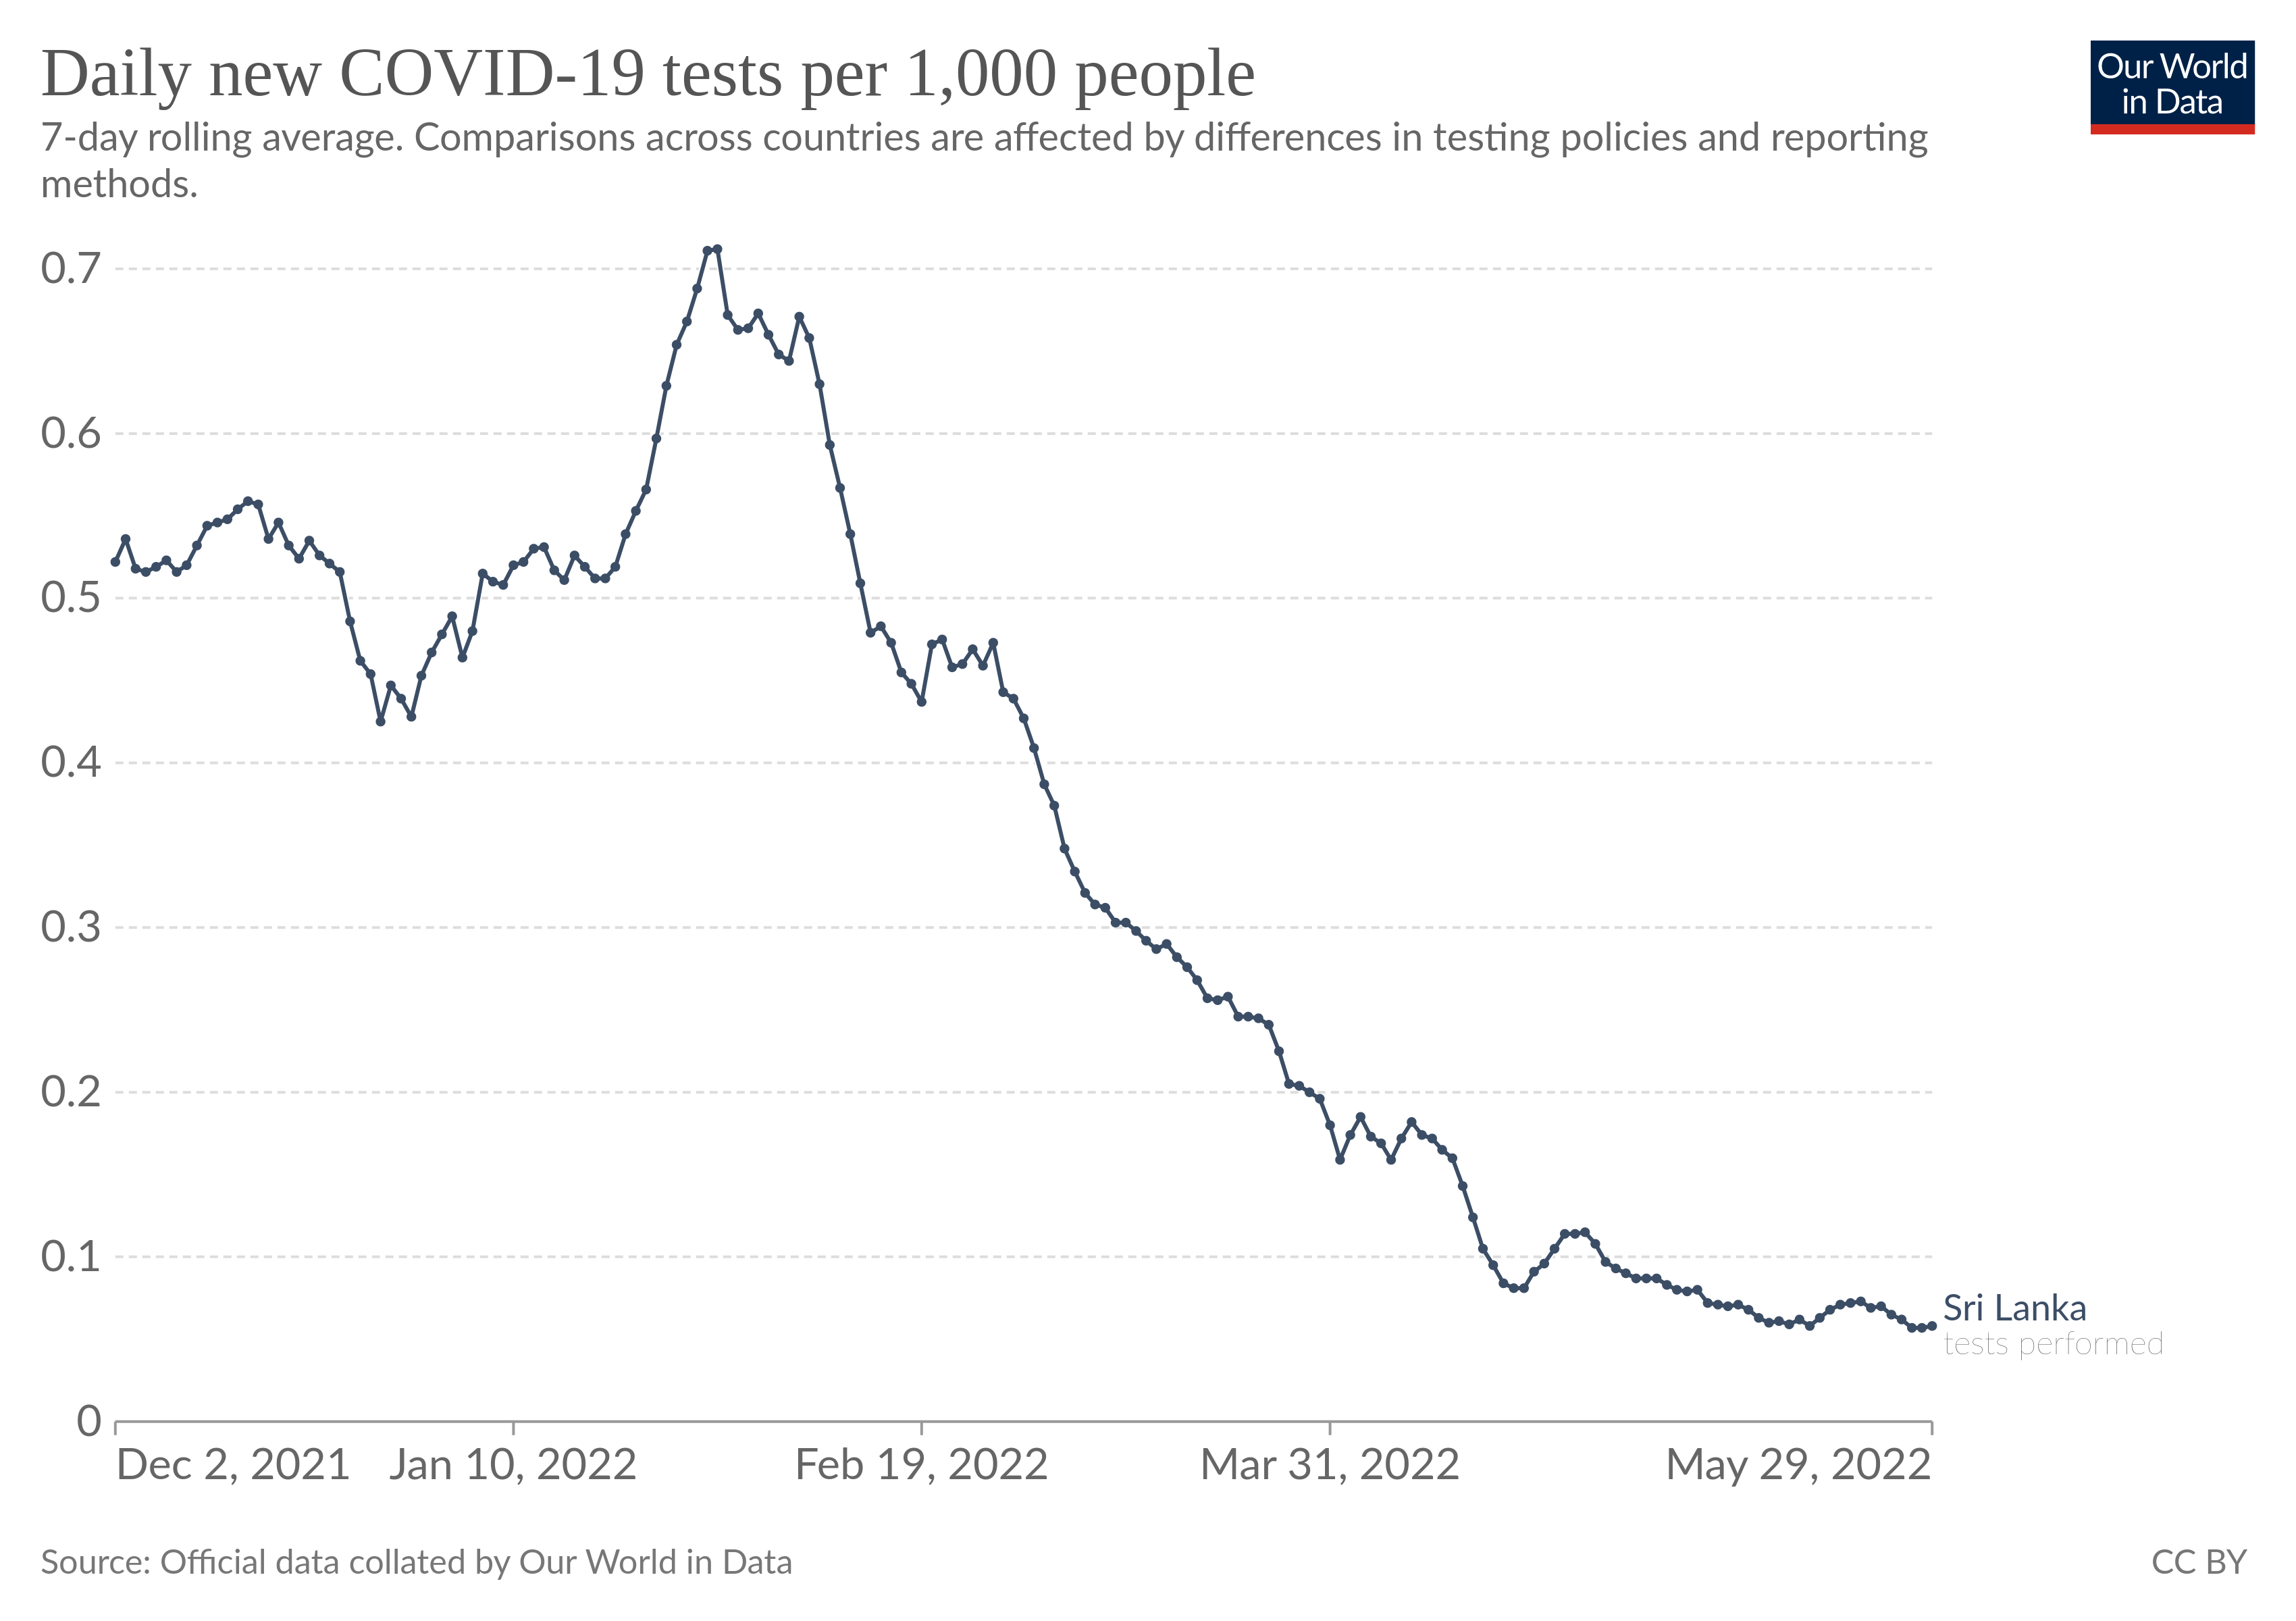 Daily new COVID-19 tests per 1,000 people
Our World
in Data
7-day rolling average. Comparisons across countries are affected by differences in testing policies and reporting
methods.
0.7
0.6
0.5
0.4
0.3
0.2
0.1
0
Sri Lanka
tests performed
Dec 2, 2021
Jan 10, 2022
Feb 19, 2022
Mar 31, 2022
May 29, 2022
Source: Official data collated by Our World in Data
CC BY